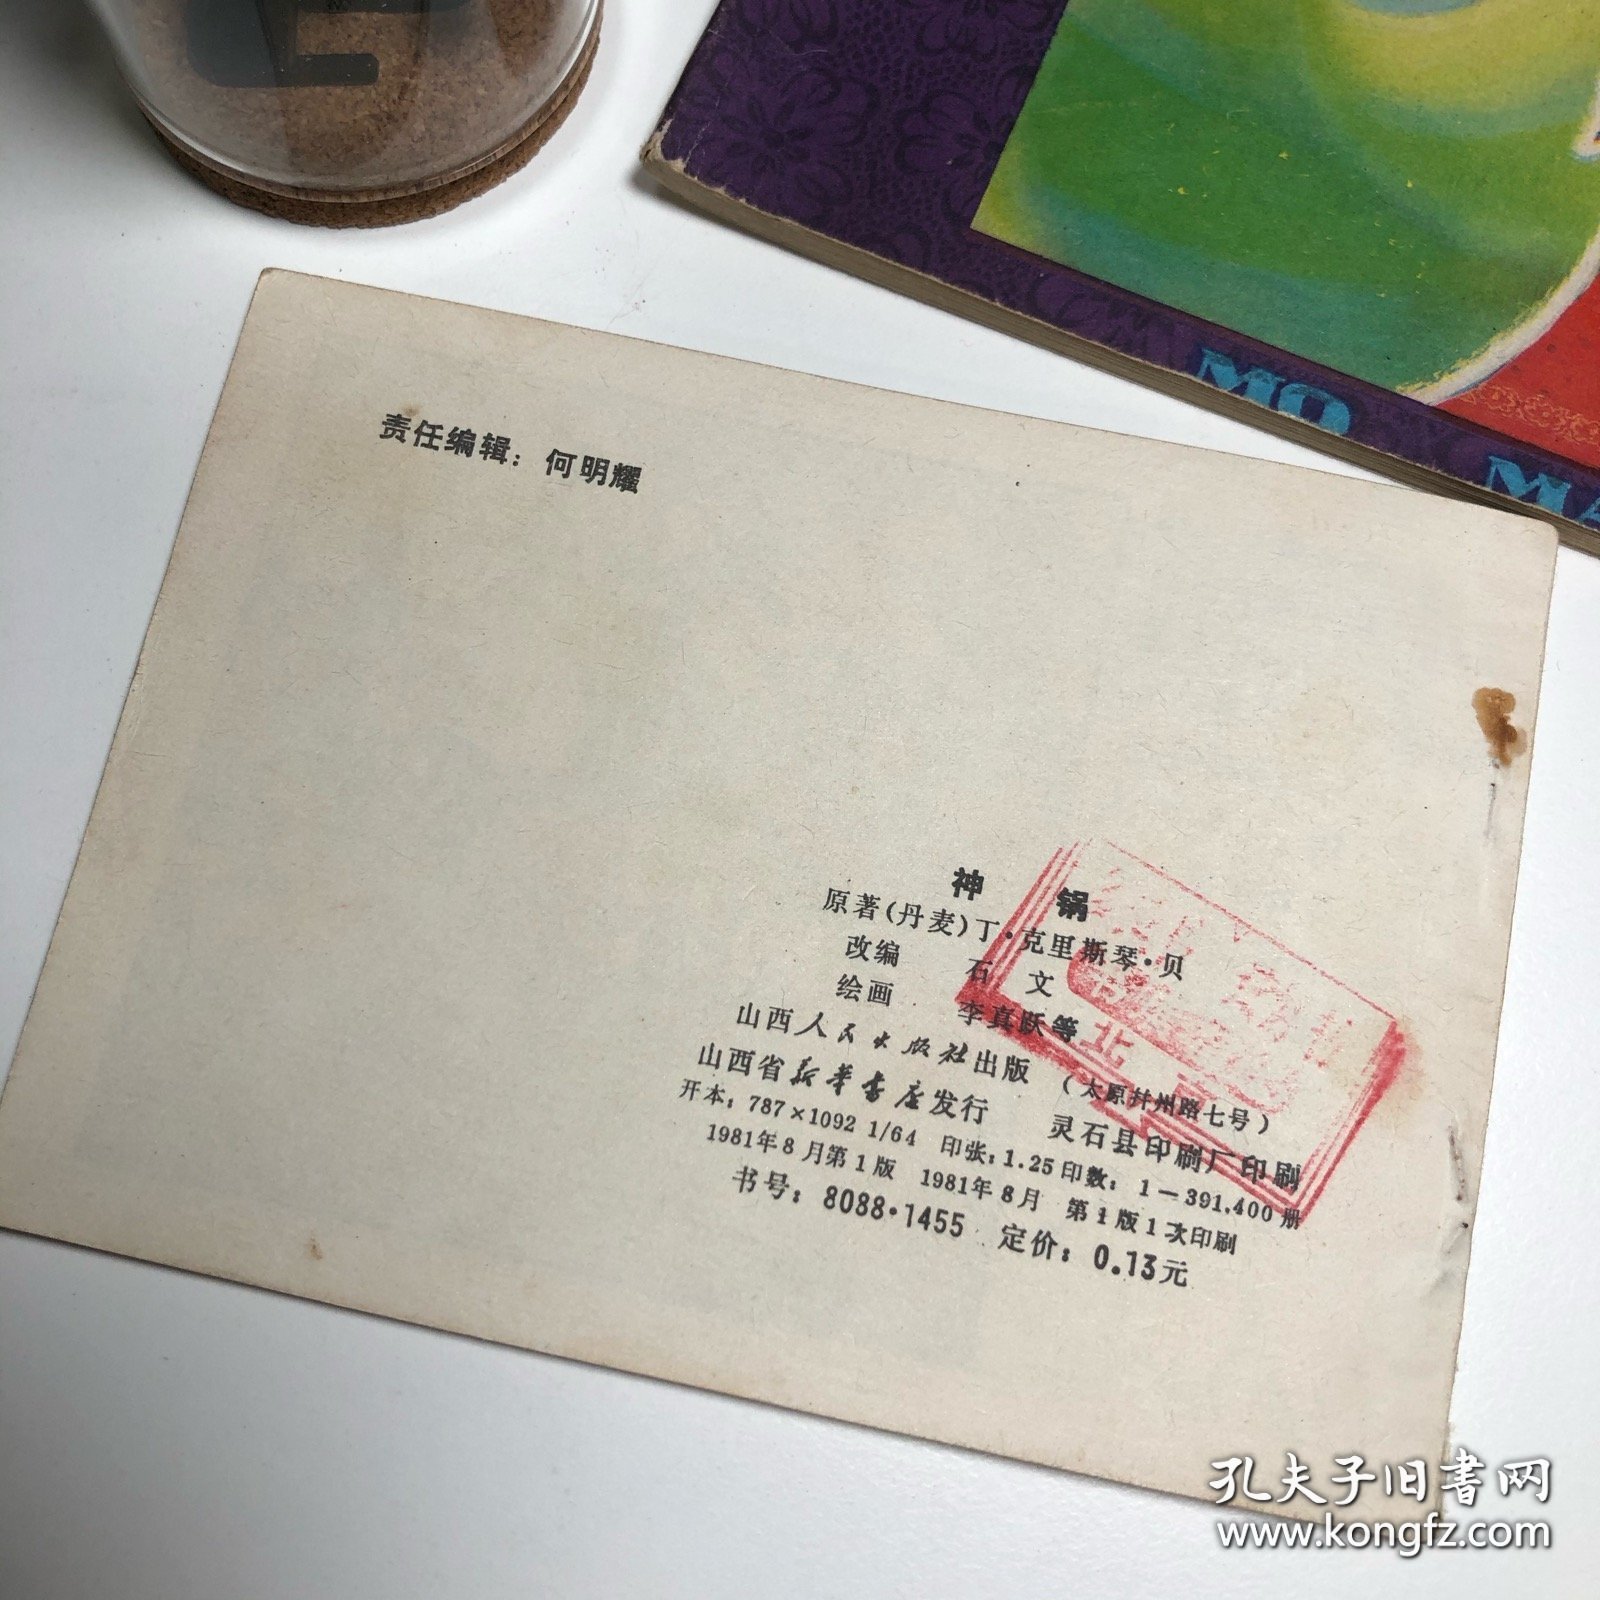 MO
MA
责任编辑：何明耀
神 锅
原著(丹麦)丁·克里斯琴·贝
改编 石 文
绘画 李真跃等
山西人民出版社出版 (太原并州路七号)
山西省新华书店发行 灵石县印刷厂印刷
开本：787×1092 1/64 印张：1.25 印数：1—391,400册
1981年8月第1版 1981年8月 第1版1次印刷
书号：8088·1455 定价：0.13元
北
孔夫子旧书网
www.kongfz.com